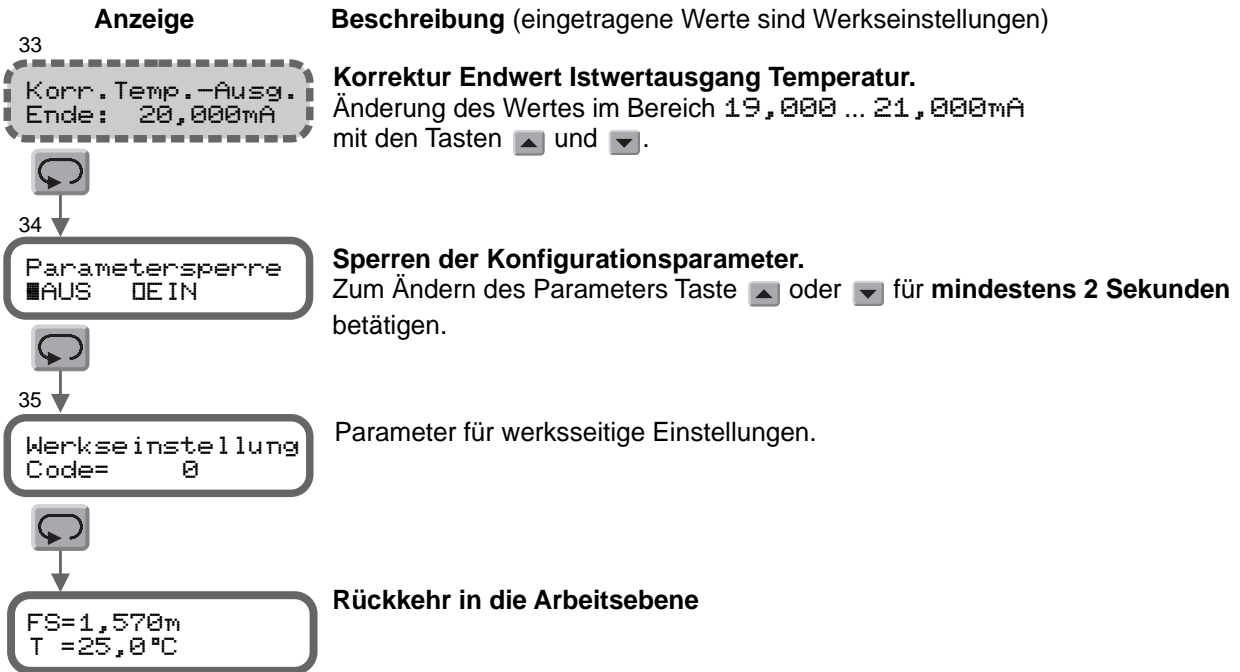 Anzeige
Beschreibung (eingetragene Werte sind Werkseinstellungen)
33
Korr.Temp.-Ausg.
Ende: 20,000mA
Korrektur Endwert Istwertausgang Temperatur.
Änderung des Wertes im Bereich 19,000 ... 21,000mA
mit den Tasten ▲ und ▼.
34
Parametersperre
■AUS □EIN
Sperren der Konfigurationsparameter.
Zum Ändern des Parameters Taste ▲ oder ▼ für mindestens 2 Sekunden
betätigen.
35
Werkseinstellung
Code= 0
Parameter für werksseitige Einstellungen.
FS=1,570m
T =25,0°C
Rückkehr in die Arbeitsebene